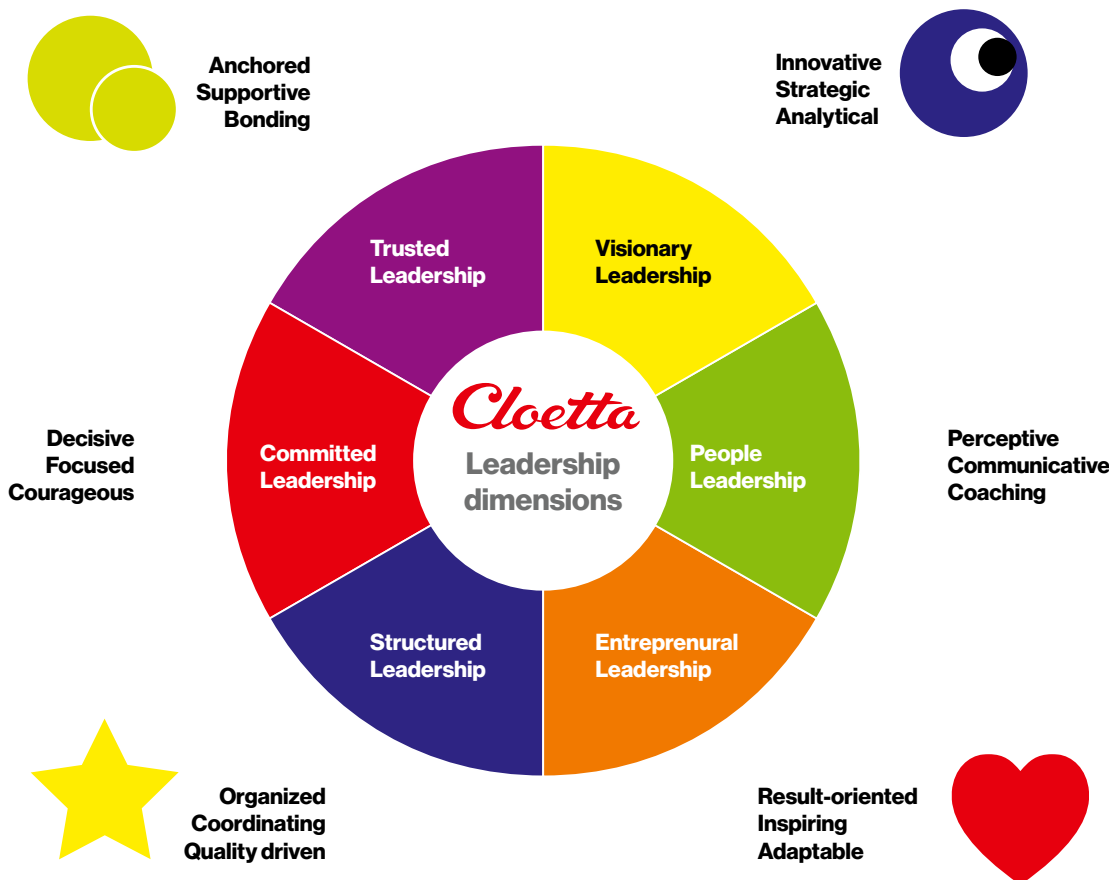 Anchored
Supportive
Bonding
Innovative
Strategic
Analytical
Trusted
Leadership
Visionary
Leadership
Cloetta
Leadership
dimensions
Decisive
Focused
Courageous
Committed
Leadership
People
Leadership
Perceptive
Communicative
Coaching
Structured
Leadership
Entreprenural
Leadership
Organized
Coordinating
Quality driven
Result-oriented
Inspiring
Adaptable